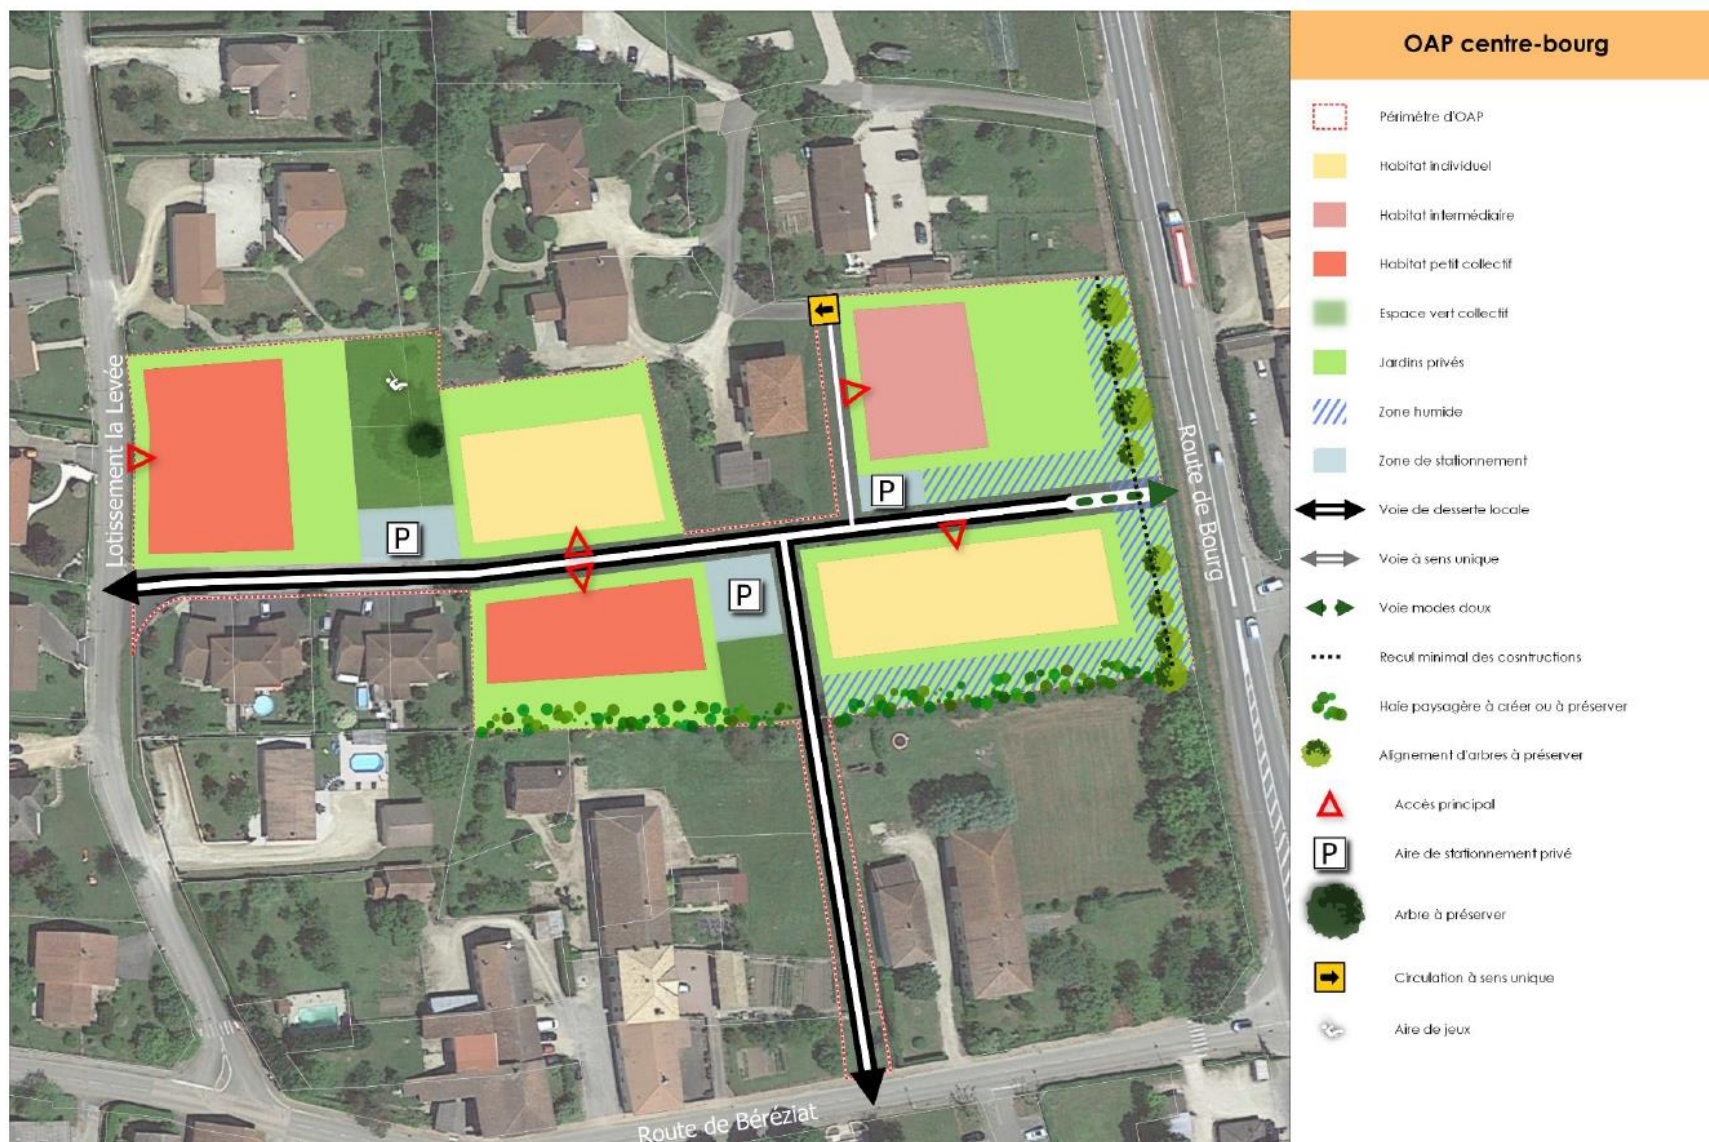 OAP centre-bourg
Périmètre d'OAP
Habitat individuel
Habitat intermédiaire
Habitat petit collectif
Espace vert collectif
Jardins privés
Zone humide
Zone de stationnement
Voie de desserte locale
Voie à sens unique
Voie modes doux
Recul minimal des cosntructions
Haie paysagère à créer ou à préserver
Alignement d'arbres à préserver
Accès principal
P Aire de stationnement privé
Arbre à préserver
Circulation à sens unique
Aire de jeux
Lotissement la Levée
P
P
P
Route de Bourg
Route de Béréziat